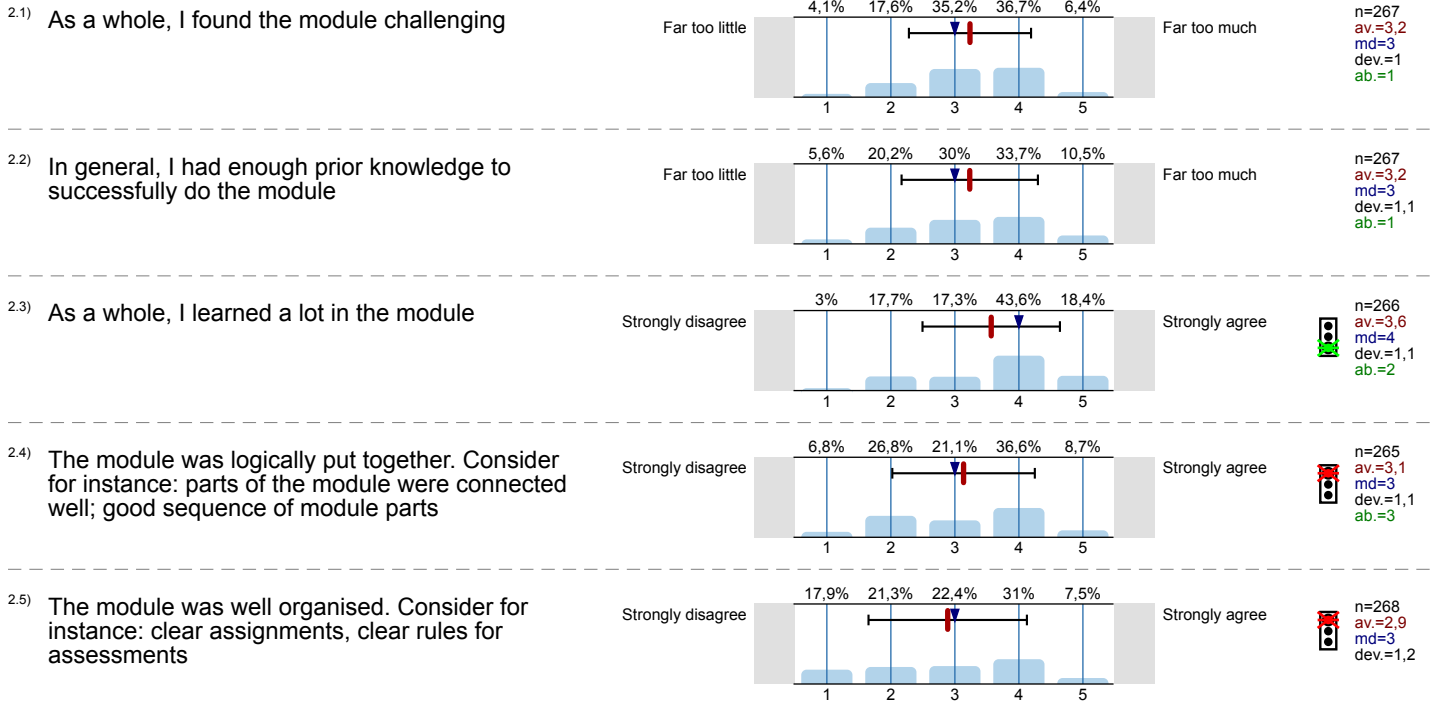 2.1) As a whole, I found the module challenging
Far too little
4,1% 17,6% 35,2% 36,7% 6,4%
1 2 3 4 5
Far too much
n=267
av.=3,2
md=3
dev.=1
ab.=1
2.2) In general, I had enough prior knowledge to
successfully do the module
Far too little
5,6% 20,2% 30% 33,7% 10,5%
1 2 3 4 5
Far too much
n=267
av.=3,2
md=3
dev.=1,1
ab.=1
2.3) As a whole, I learned a lot in the module
Strongly disagree
3% 17,7% 17,3% 43,6% 18,4%
1 2 3 4 5
Strongly agree
n=266
av.=3,6
md=4
dev.=1,1
ab.=2
2.4) The module was logically put together. Consider
for instance: parts of the module were connected
well; good sequence of module parts
Strongly disagree
6,8% 26,8% 21,1% 36,6% 8,7%
1 2 3 4 5
Strongly agree
n=265
av.=3,1
md=3
dev.=1,1
ab.=3
2.5) The module was well organised. Consider for
instance: clear assignments, clear rules for
assessments
Strongly disagree
17,9% 21,3% 22,4% 31% 7,5%
1 2 3 4 5
Strongly agree
n=268
av.=2,9
md=3
dev.=1,2